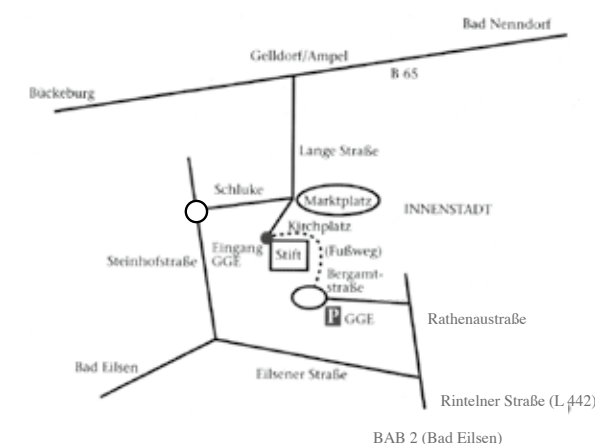 Bad Nenndorf
Gelldorf/Ampel
B 65
Bückeburg
Lange Straße
Schluke
Marktplatz
INNENSTADT
Kirchplatz
Eingang
GGE
Stift
(Fußweg)
Steinhofstraße
Bergamt-
straße
P GGE
Rathenaustraße
Bad Eilsen
Eilsener Straße
Rintelner Straße (L 442)
BAB 2 (Bad Eilsen)